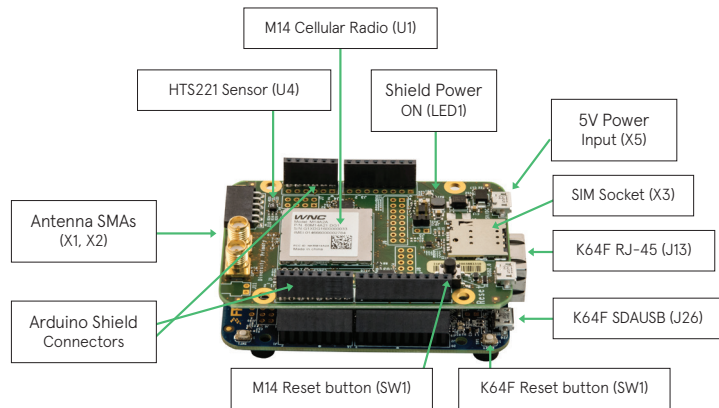 M14 Cellular Radio (U1)
HTS221 Sensor (U4)
Shield Power
ON (LED1)
5V Power
Input (X5)
SIM Socket (X3)
Antenna SMAs
(X1, X2)
K64F RJ-45 (J13)
WNC
Reset
Arduino Shield
Connectors
K64F SDAUSB (J26)
M14 Reset button (SW1)
K64F Reset button (SW1)